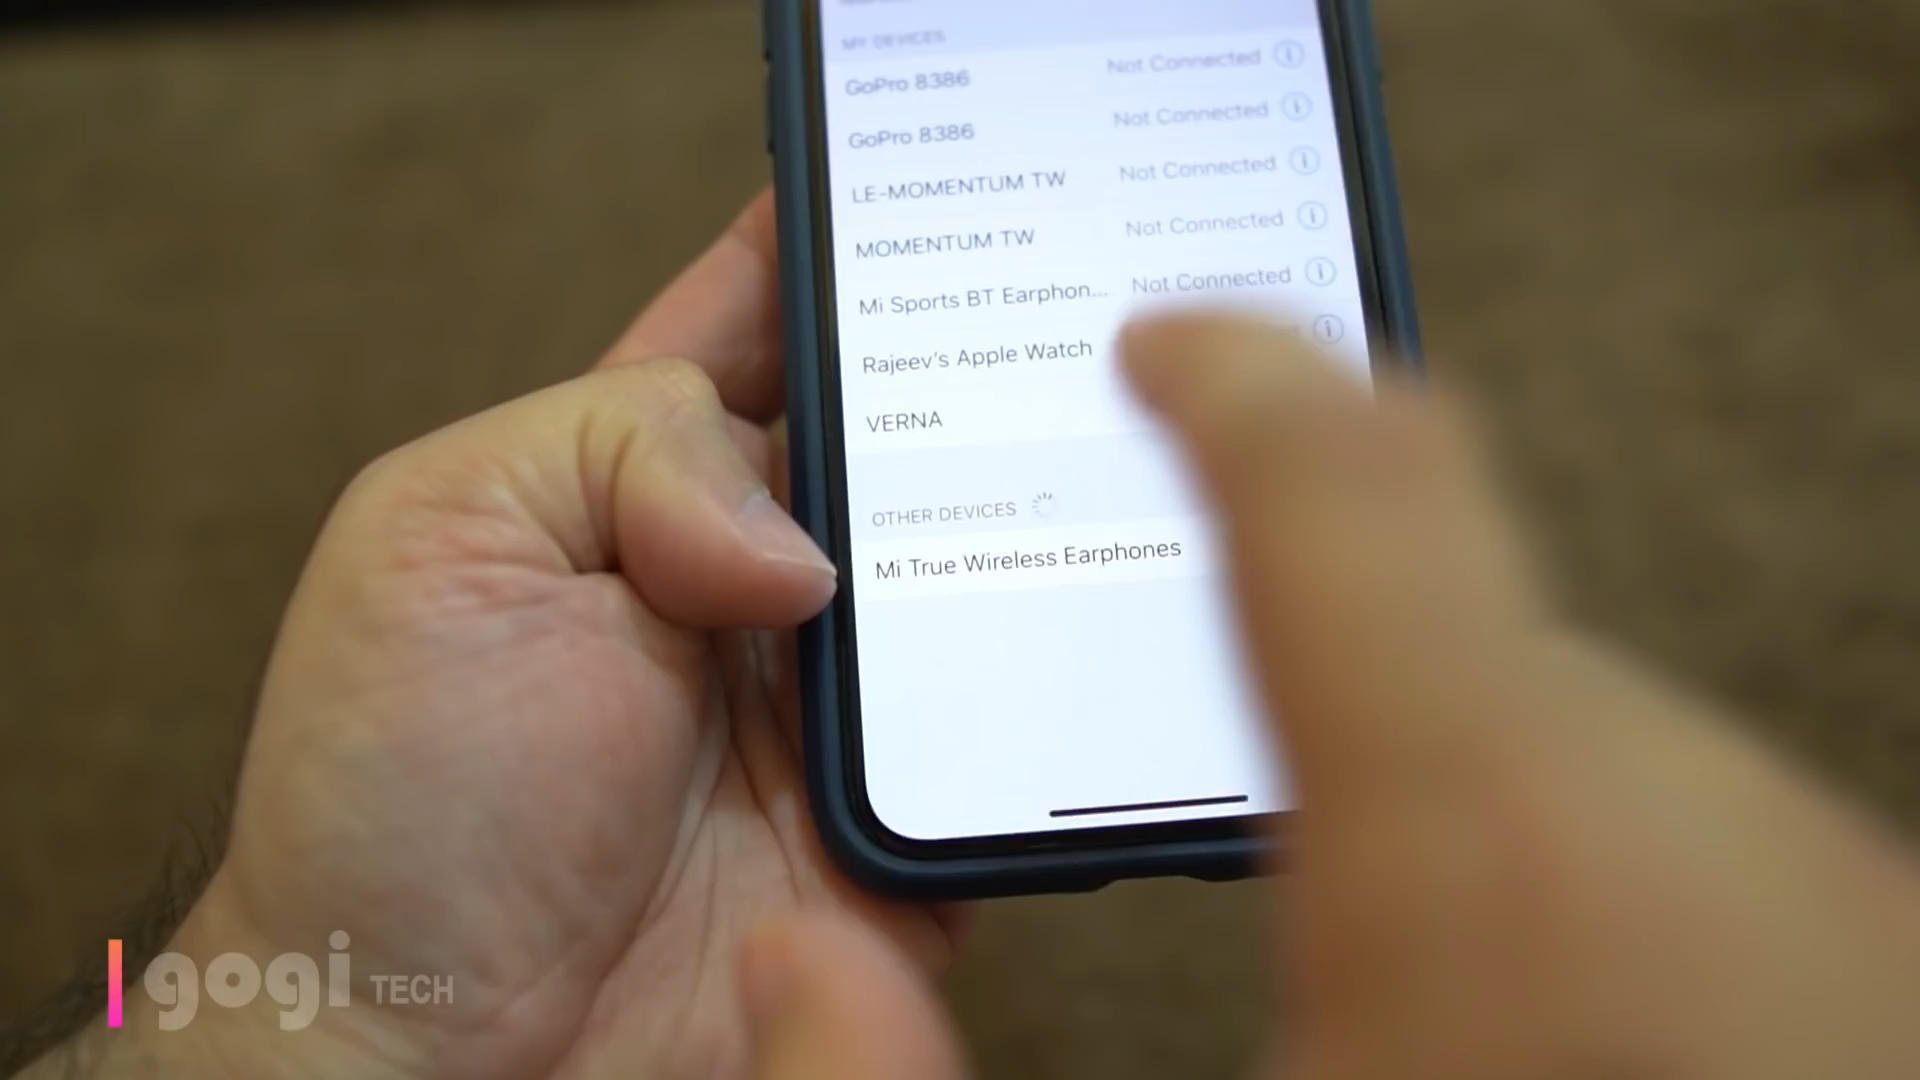 MY DEVICES
GoPro 8386 Not Connected
GoPro 8386 Not Connected
LE-MOMENTUM TW Not Connected
MOMENTUM TW Not Connected
Mi Sports BT Earphon... Not Connected
Rajeev's Apple Watch
VERNA
OTHER DEVICES
Mi True Wireless Earphones
gogi TECH